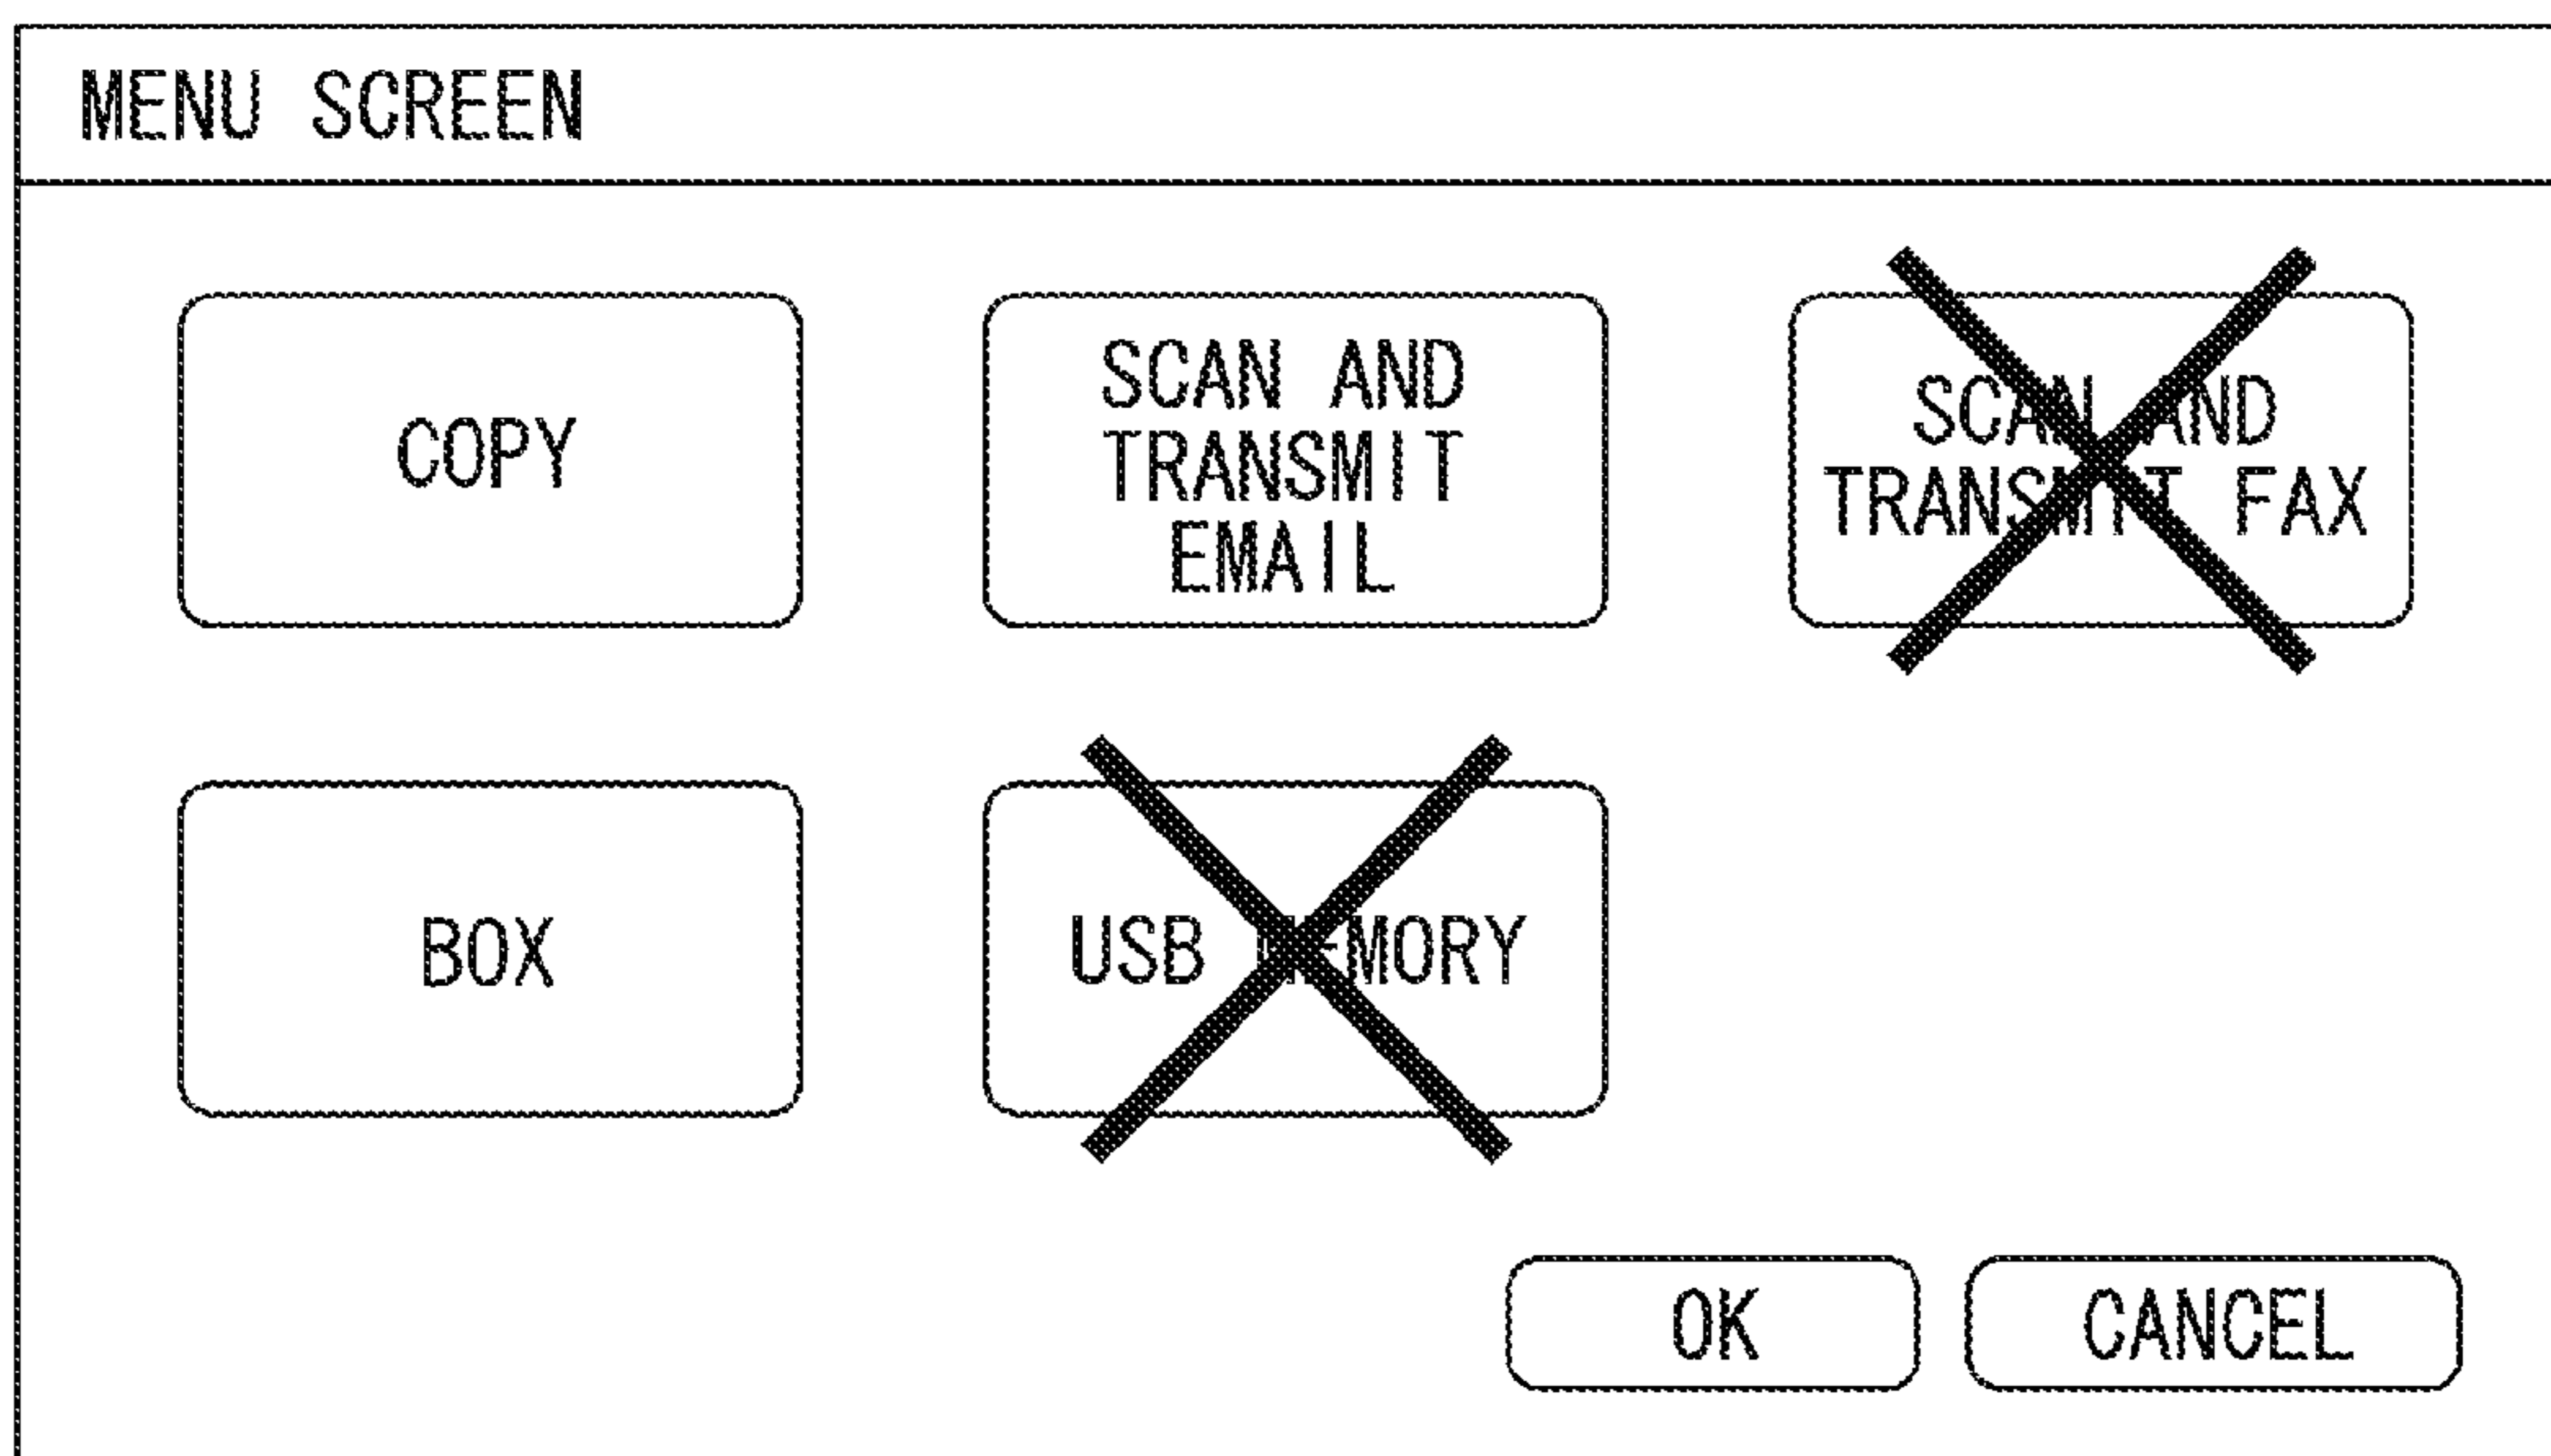 MENU SCREEN
COPY
SCAN AND
TRANSMIT
EMAIL
SCAN AND
TRANSMIT FAX
BOX
USB MEMORY
OK
CANCEL